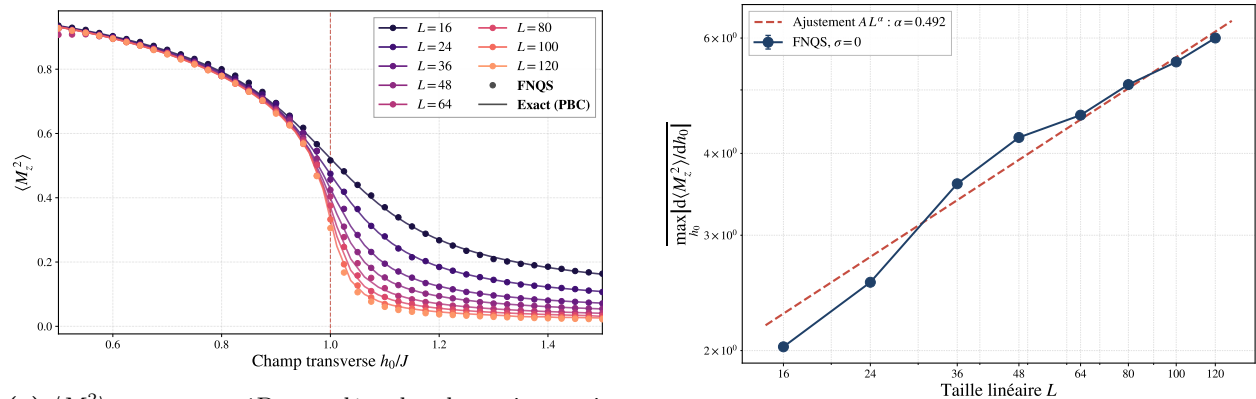 0.8
0.6
0.4
0.2
0.0
⟨M_z^2⟩
0.6
0.8
1.0
1.2
1.4
Champ transverse h_0/J
L = 16
L = 24
L = 36
L = 48
L = 64
L = 80
L = 100
L = 120
FNQS
Exact (PBC)
6 × 10^0
4 × 10^0
3 × 10^0
2 × 10^0
max_{h_0} |d⟨M_z^2⟩/dh_0|
16
24
36
48
64
80
100
120
Taille linéaire L
Ajustement A L^α : α = 0.492
FNQS, σ = 0